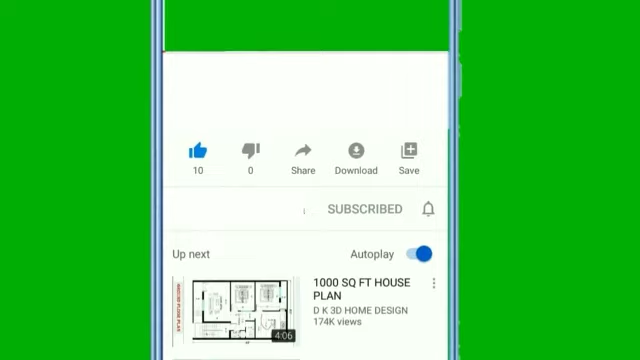 10
0
Share
Download
Save
SUBSCRIBED
Up next
Autoplay
1000 SQ FT HOUSE
PLAN
D K 3D HOME DESIGN
174K views
4:06